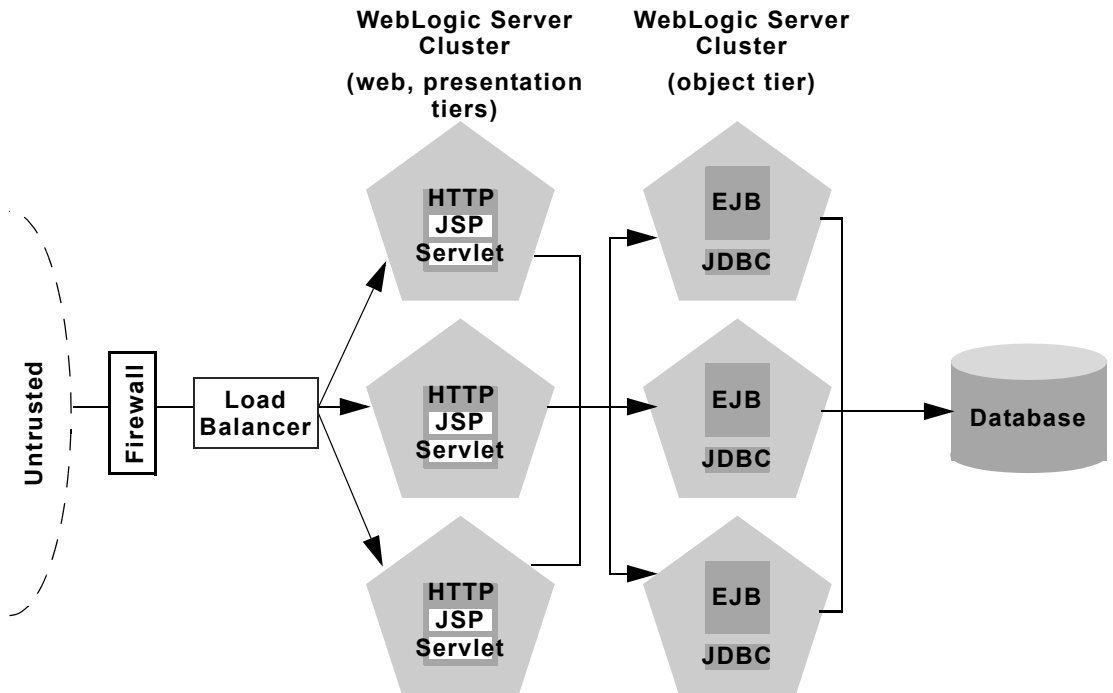 WebLogic Server
Cluster
(web, presentation
tiers)
WebLogic Server
Cluster
(object tier)
Untrusted
Firewall
Load
Balancer
HTTP
JSP
Servlet
HTTP
JSP
Servlet
HTTP
JSP
Servlet
EJB
JDBC
EJB
JDBC
EJB
JDBC
Database